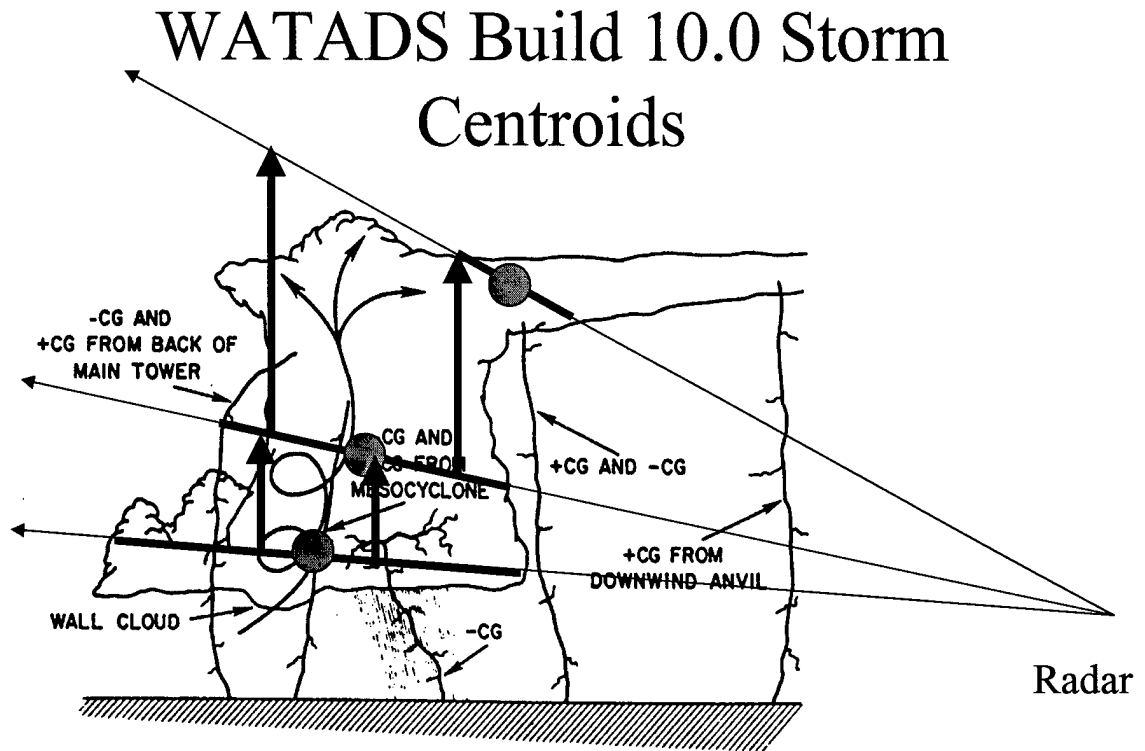 WATADS Build 10.0 Storm
Centroids
-CG AND
+CG FROM BACK OF
MAIN TOWER
CG AND
CG FROM
MESOCYCLONE
+CG AND -CG
+CG FROM
DOWNWIND ANVIL
WALL CLOUD
-CG
Radar